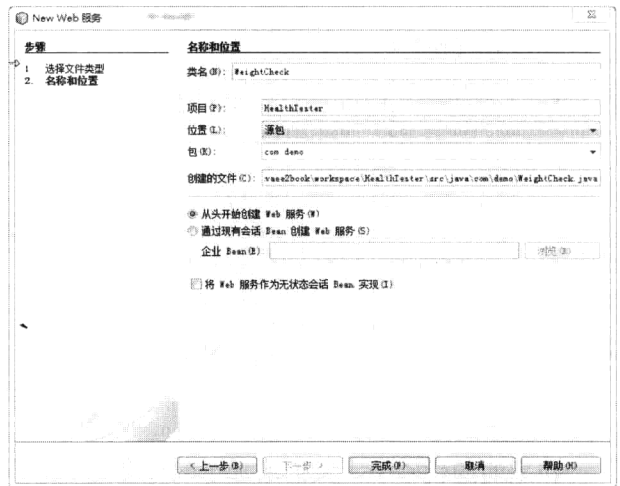 New Web 服务
步骤
1 选择文件类型
2. 名称和位置
名称和位置
类名(N): WeightCheck
项目(P): HealthTester
位置(L): 源包
包(K): com demo
创建的文件(C): vaee2book\workspace\HealthTester\src\java\com\demo\WeightCheck.java
从头开始创建 Web 服务(W)
通过现有会话 Bean 创建 Web 服务(S)
企业 Bean(E): 浏览
将 Web 服务作为无状态会话 Bean 实现(I)
< 上一步(B) 下一步 > 完成(F) 取消 帮助(H)